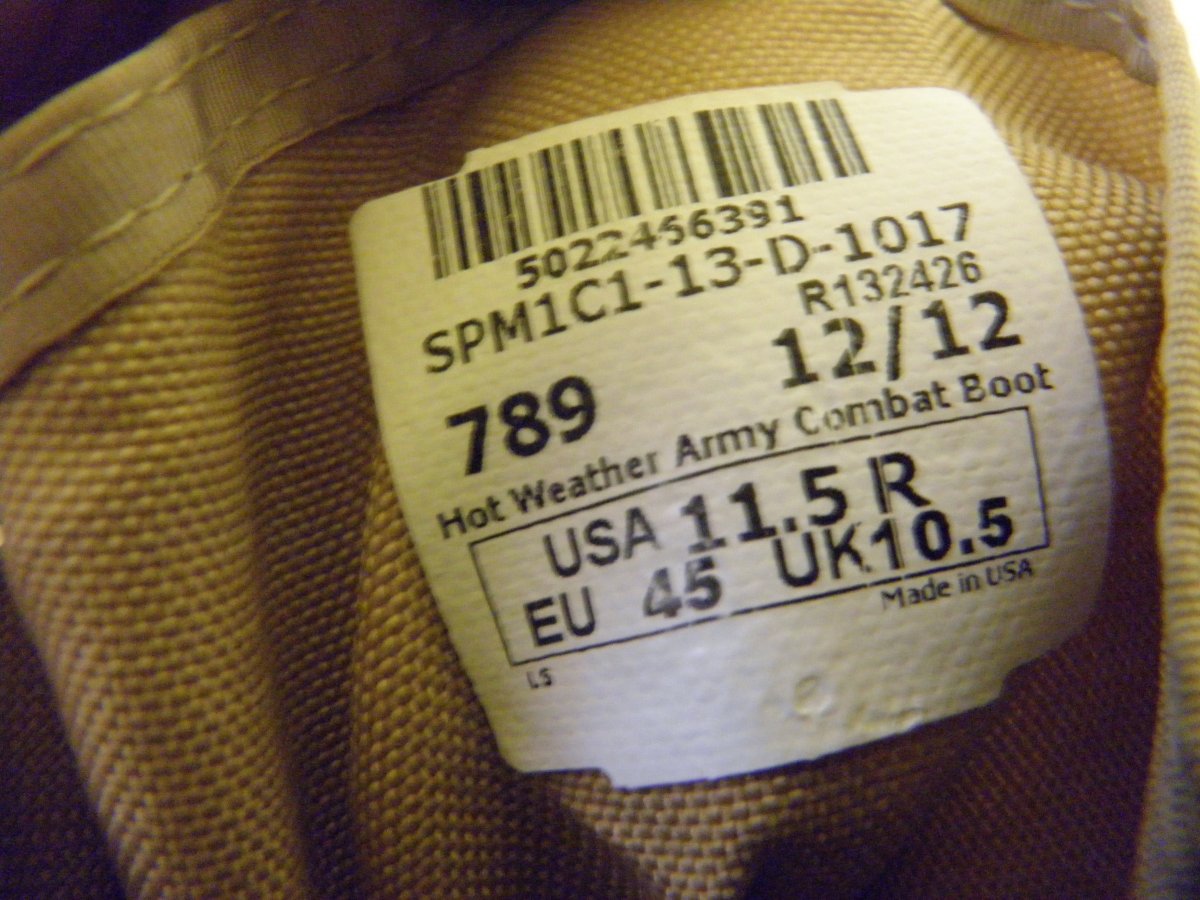 5022456391
SPM1C1-13-D-1017
R132426
789 12/12
Hot Weather Army Combat Boot
USA 11.5 R
EU 45 UK10.5
Made in USA
LS